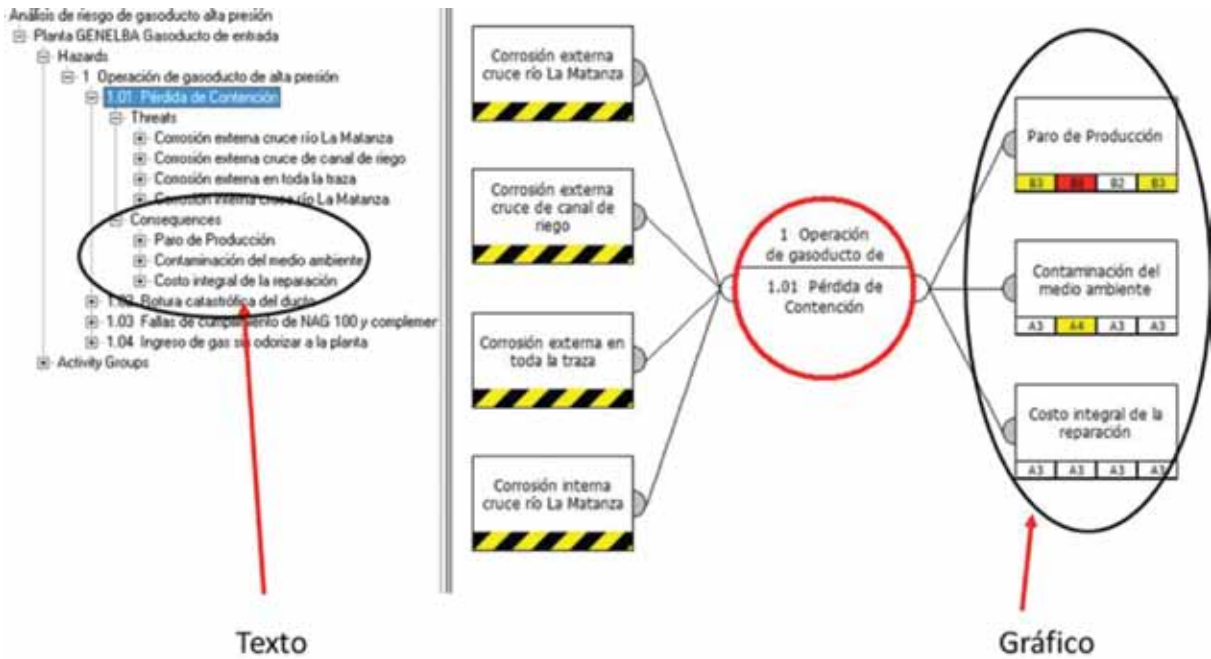 Análisis de riesgo de gasoducto alta presión
Planta GENELBA Gasoducto de entrada
Hazards
1 Operación de gasoducto de alta presión
1.01 Pérdida de Contención
Threats
Corrosión externa cruce río La Matanza
Corrosión externa cruce de canal de riego
Corrosión externa en toda la traza
Corrosión interna cruce río La Matanza
Consequences
Paro de Producción
Contaminación del medio ambiente
Costo integral de la reparación
1.02 Rotura catastrófica del ducto
1.03 Fallas de cumplimiento de NAG 100 y complemer
1.04 Ingreso de gas sin odorizar a la planta
Activity Groups
Texto
Corrosión externa
cruce río La Matanza
Corrosión externa
cruce de canal de
riego
Corrosión externa en
toda la traza
Corrosión interna
cruce río La Matanza
1 Operación
de gasoducto de
1.01 Pérdida de
Contención
Paro de Producción
B3 B2 B3
Contaminación del
medio ambiente
A3 A4 A3 A3
Costo integral de la
reparación
A3 A3 A3 A3
Gráfico